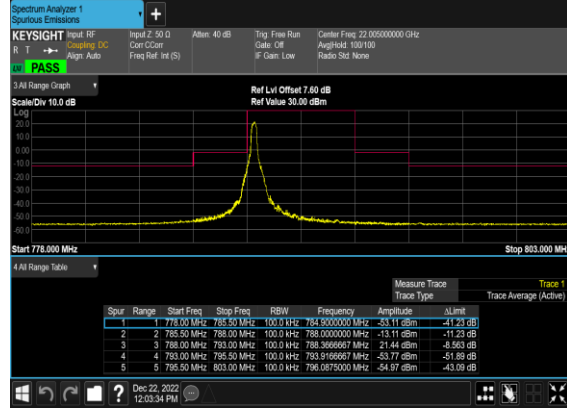 Spectrum Analyzer 1
Spurious Emissions
KEYSIGHT
R T
LW PASS
Input: RF
Coupling: DC
Align: Auto
Input Z: 50 Ω
Corr CCorr
Freq Ref: Int (S)
Atten: 40 dB
Trig: Free Run
Gate: Off
IF Gain: Low
Center Freq: 22.005000000 GHz
Avg|Hold: 100/100
Radio Std: None
3 All Range Graph
Scale/Div 10.0 dB
Ref Lvl Offset 7.60 dB
Ref Value 30.00 dBm
Log
20.0
10.0
0.00
-10.0
-20.0
-30.0
-40.0
-50.0
-60.0
Start 778.000 MHz
Stop 803.000 MH
4 All Range Table
Measure Trace Trace 1
Trace Type Trace Average (Active)
Spur Range Start Freq Stop Freq RBW Frequency Amplitude ΔLimit
1 1 778.00 MHz 785.50 MHz 100.0 kHz 784.9000000 MHz -53.11 dBm -41.23 dB
2 2 785.50 MHz 788.00 MHz 100.0 kHz 788.0000000 MHz -13.11 dBm -11.23 dB
3 3 788.00 MHz 793.00 MHz 100.0 kHz 788.3666667 MHz 21.44 dBm -8.563 dB
4 4 793.00 MHz 795.50 MHz 100.0 kHz 793.9166667 MHz -53.77 dBm -51.89 dB
5 5 795.50 MHz 803.00 MHz 100.0 kHz 796.0875000 MHz -54.97 dBm -43.09 dB
?
Dec 22, 2022
12:03:34 PM